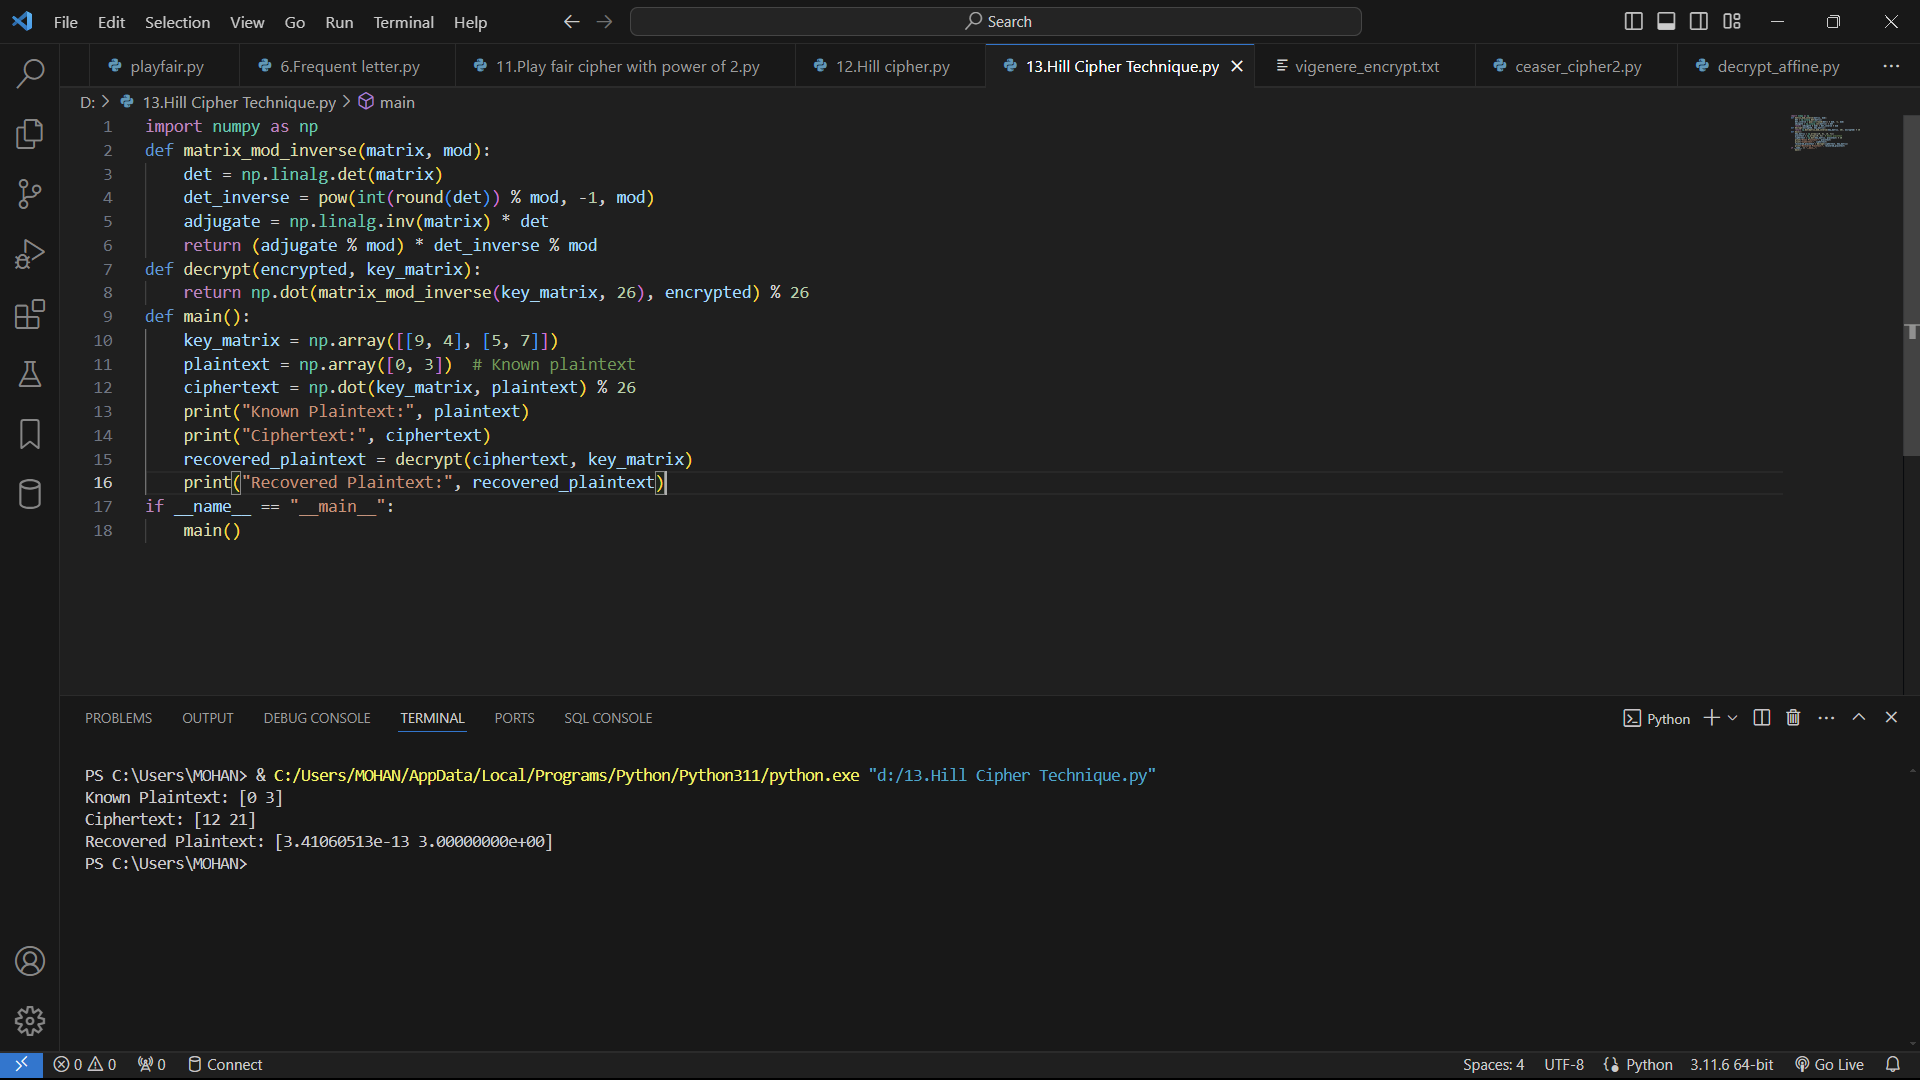 File Edit Selection View Go Run Terminal Help Search
playfair.py 6.Frequent letter.py 11.Play fair cipher with power of 2.py 12.Hill cipher.py 13.Hill Cipher Technique.py vigenere_encrypt.txt ceaser_cipher2.py decrypt_affine.py
D: > 13.Hill Cipher Technique.py > main
1 import numpy as np
2 def matrix_mod_inverse(matrix, mod):
3     det = np.linalg.det(matrix)
4     det_inverse = pow(int(round(det)) % mod, -1, mod)
5     adjugate = np.linalg.inv(matrix) * det
6     return (adjugate % mod) * det_inverse % mod
7 def decrypt(encrypted, key_matrix):
8     return np.dot(matrix_mod_inverse(key_matrix, 26), encrypted) % 26
9 def main():
10     key_matrix = np.array([[9, 4], [5, 7]])
11     plaintext = np.array([0, 3])  # Known plaintext
12     ciphertext = np.dot(key_matrix, plaintext) % 26
13     print("Known Plaintext:", plaintext)
14     print("Ciphertext:", ciphertext)
15     recovered_plaintext = decrypt(ciphertext, key_matrix)
16     print("Recovered Plaintext:", recovered_plaintext)
17 if __name__ == "__main__":
18     main()
PROBLEMS OUTPUT DEBUG CONSOLE TERMINAL PORTS SQL CONSOLE Python
PS C:\Users\MOHAN> & C:/Users/MOHAN/AppData/Local/Programs/Python/Python311/python.exe "d:/13.Hill Cipher Technique.py"
Known Plaintext: [0 3]
Ciphertext: [12 21]
Recovered Plaintext: [3.41060513e-13 3.00000000e+00]
PS C:\Users\MOHAN>
0 0 0 Connect Spaces: 4 UTF-8 Python 3.11.6 64-bit Go Live